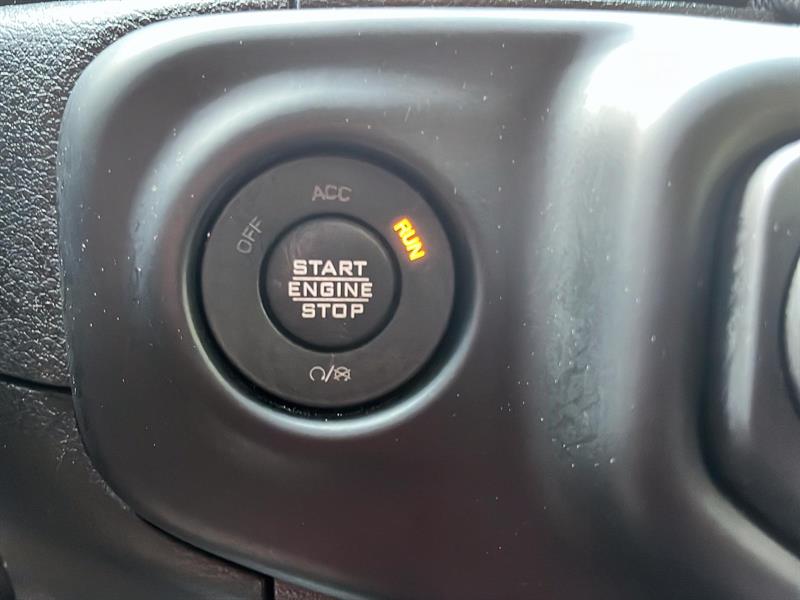 ACC
OFF
RUN
START
ENGINE
STOP